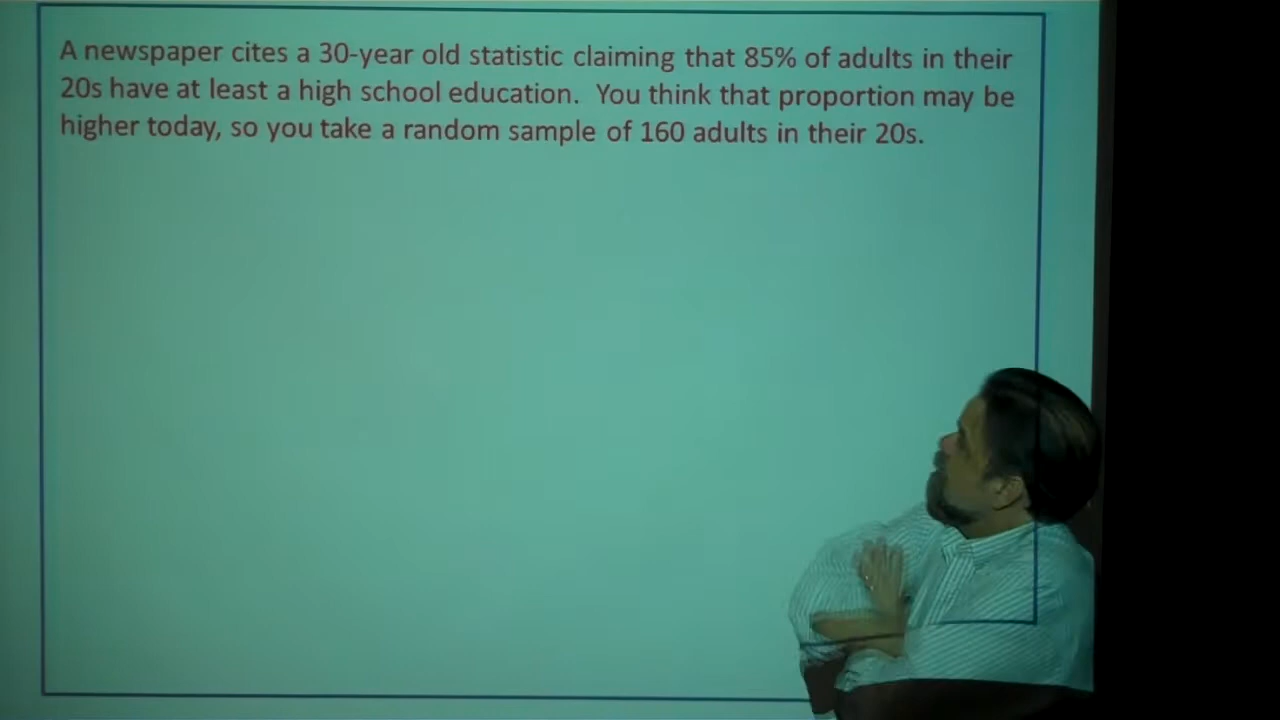 A newspaper cites a 30-year old statistic claiming that 85% of adults in their
20s have at least a high school education.  You think that proportion may be
higher today, so you take a random sample of 160 adults in their 20s.